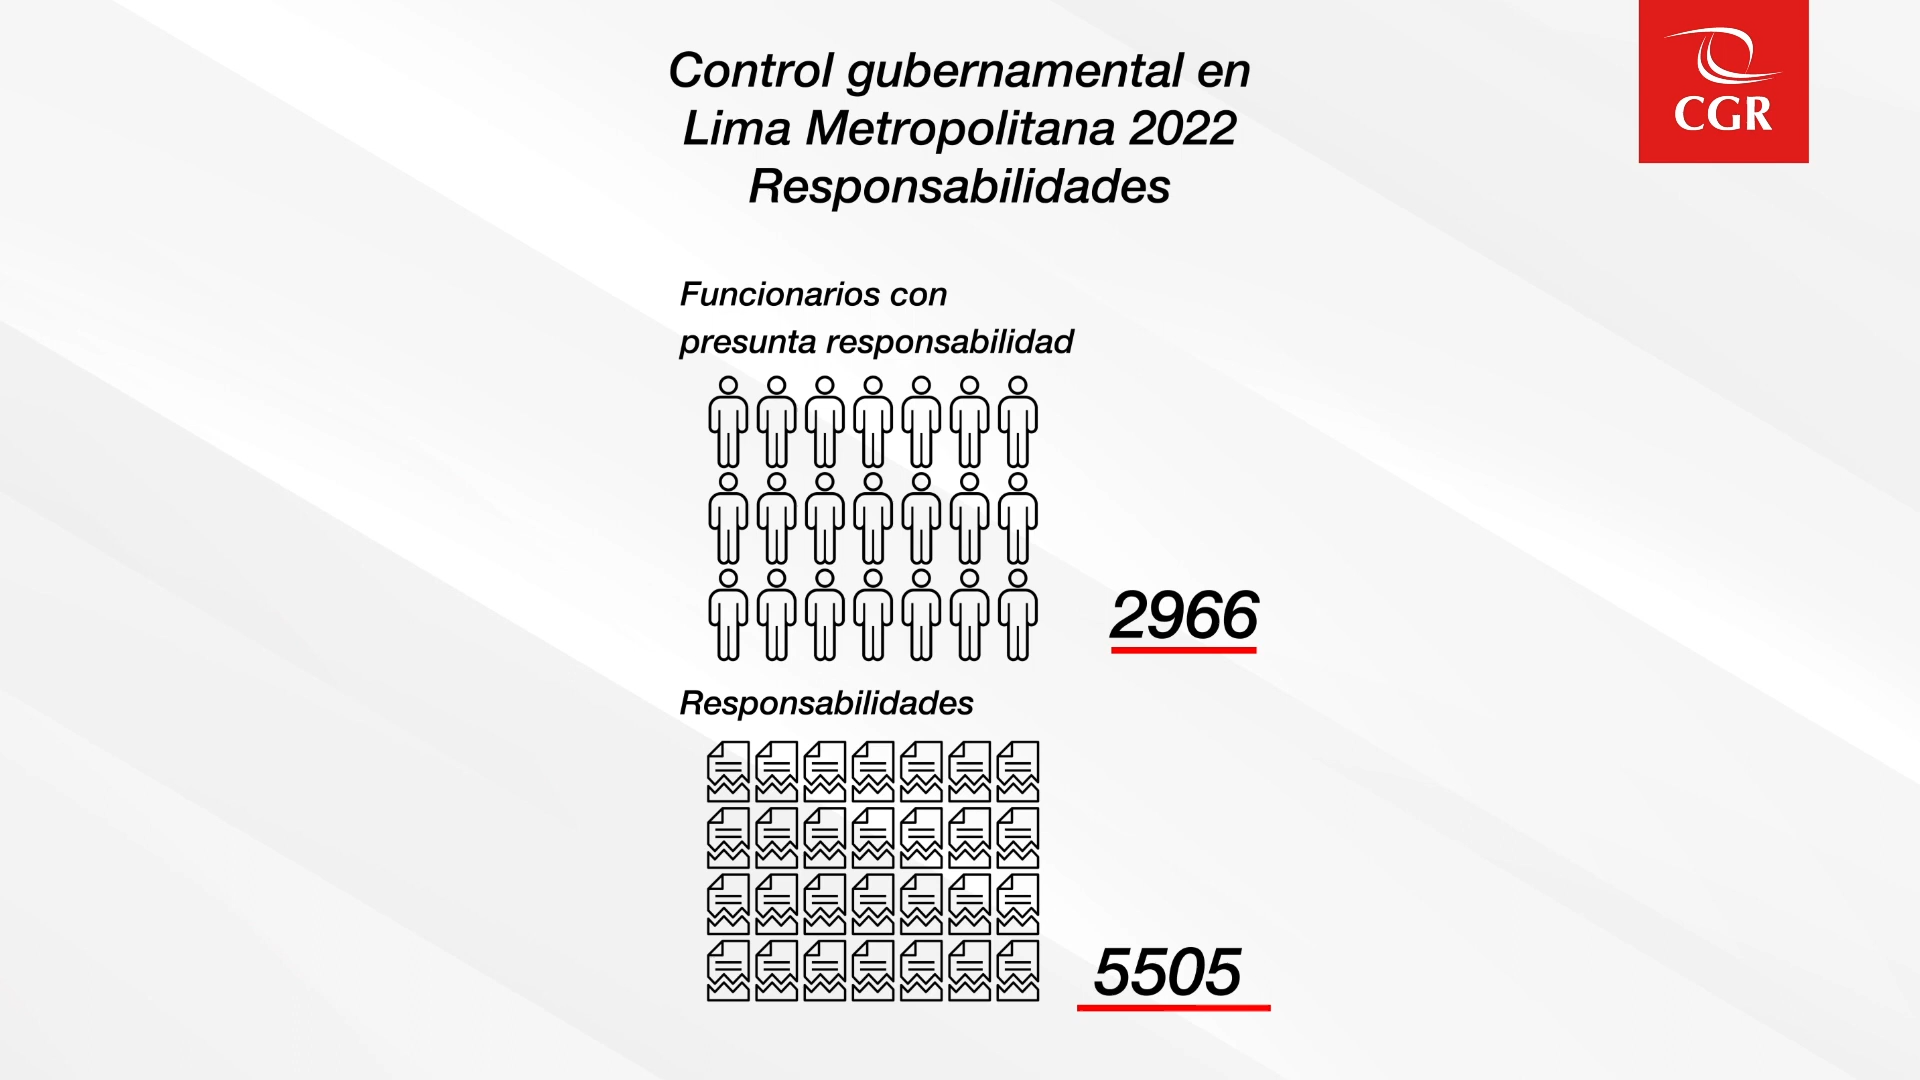 Control gubernamental en
Lima Metropolitana 2022
Responsabilidades
CGR
Funcionarios con
presunta responsabilidad
2966
Responsabilidades
5505